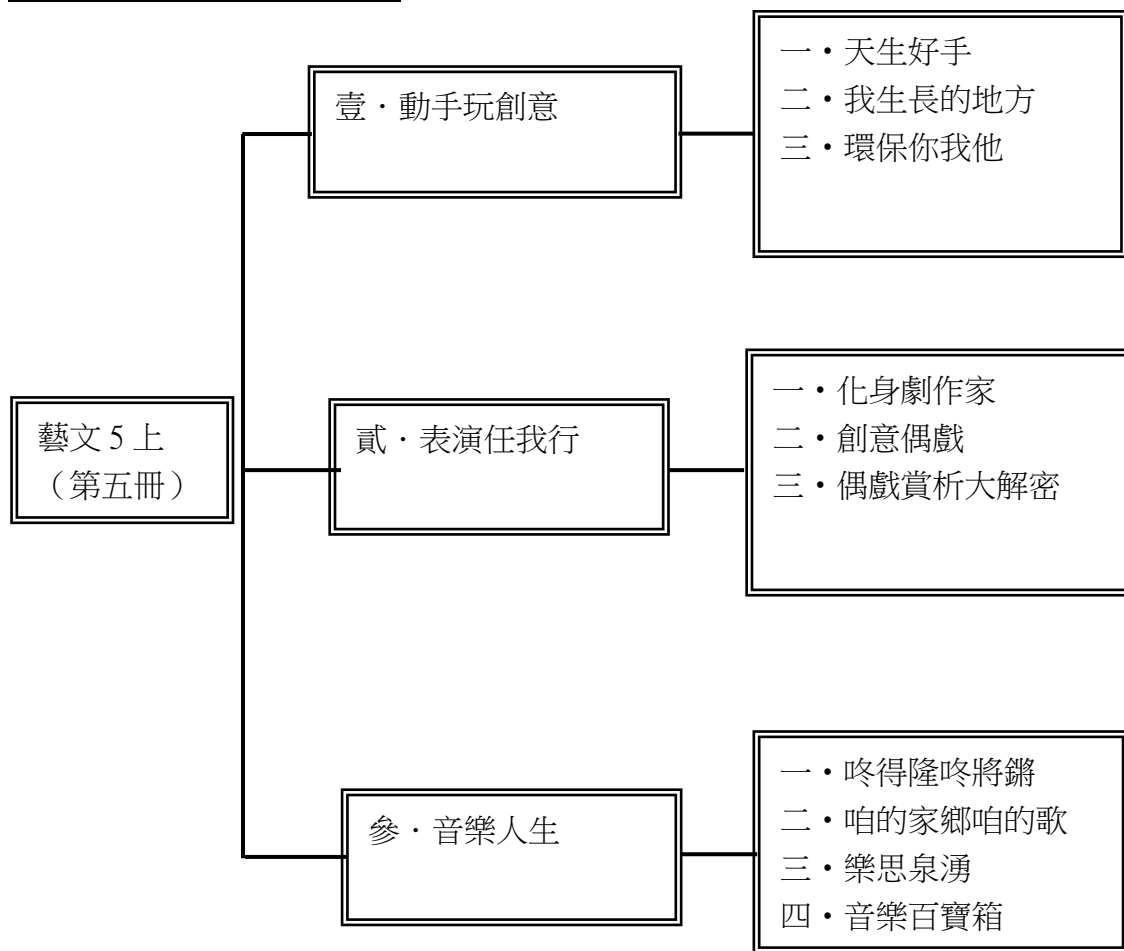 藝文 5 上
（第五冊）
壹．動手玩創意
一・天生好手
二・我生長的地方
三・環保你我他
貳．表演任我行
一・化身劇作家
二・創意偶戲
三・偶戲賞析大解密
參．音樂人生
一・咚得隆咚將鏘
二・咱的家鄉咱的歌
三・樂思泉湧
四・音樂百寶箱